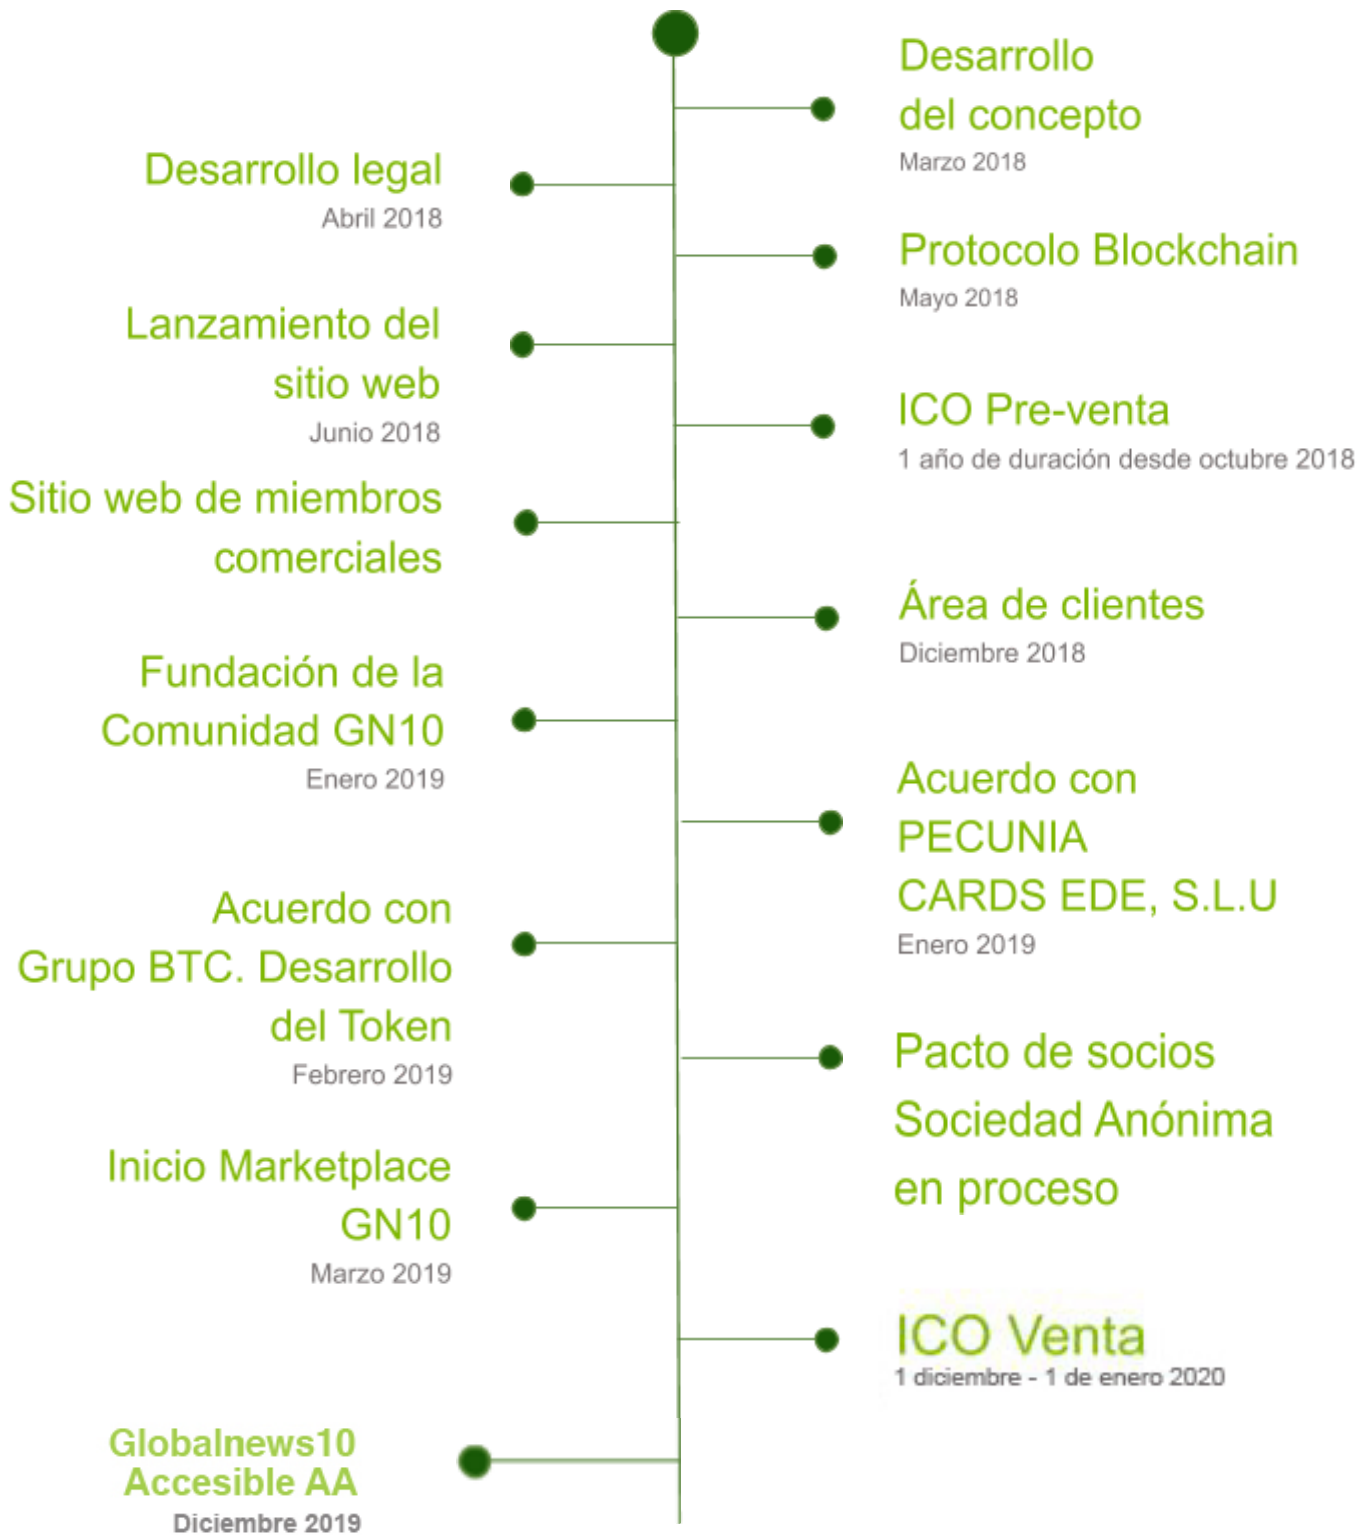 Desarrollo
del concepto
Marzo 2018
Desarrollo legal
Abril 2018
Protocolo Blockchain
Mayo 2018
Lanzamiento del
sitio web
Junio 2018
ICO Pre-venta
1 año de duración desde octubre 2018
Sitio web de miembros
comerciales
Área de clientes
Diciembre 2018
Fundación de la
Comunidad GN10
Enero 2019
Acuerdo con
PECUNIA
CARDS EDE, S.L.U
Enero 2019
Acuerdo con
Grupo BTC. Desarrollo
del Token
Febrero 2019
Pacto de socios
Sociedad Anónima
en proceso
Inicio Marketplace
GN10
Marzo 2019
ICO Venta
1 diciembre - 1 de enero 2020
Globalnews10
Accesible AA
Diciembre 2019